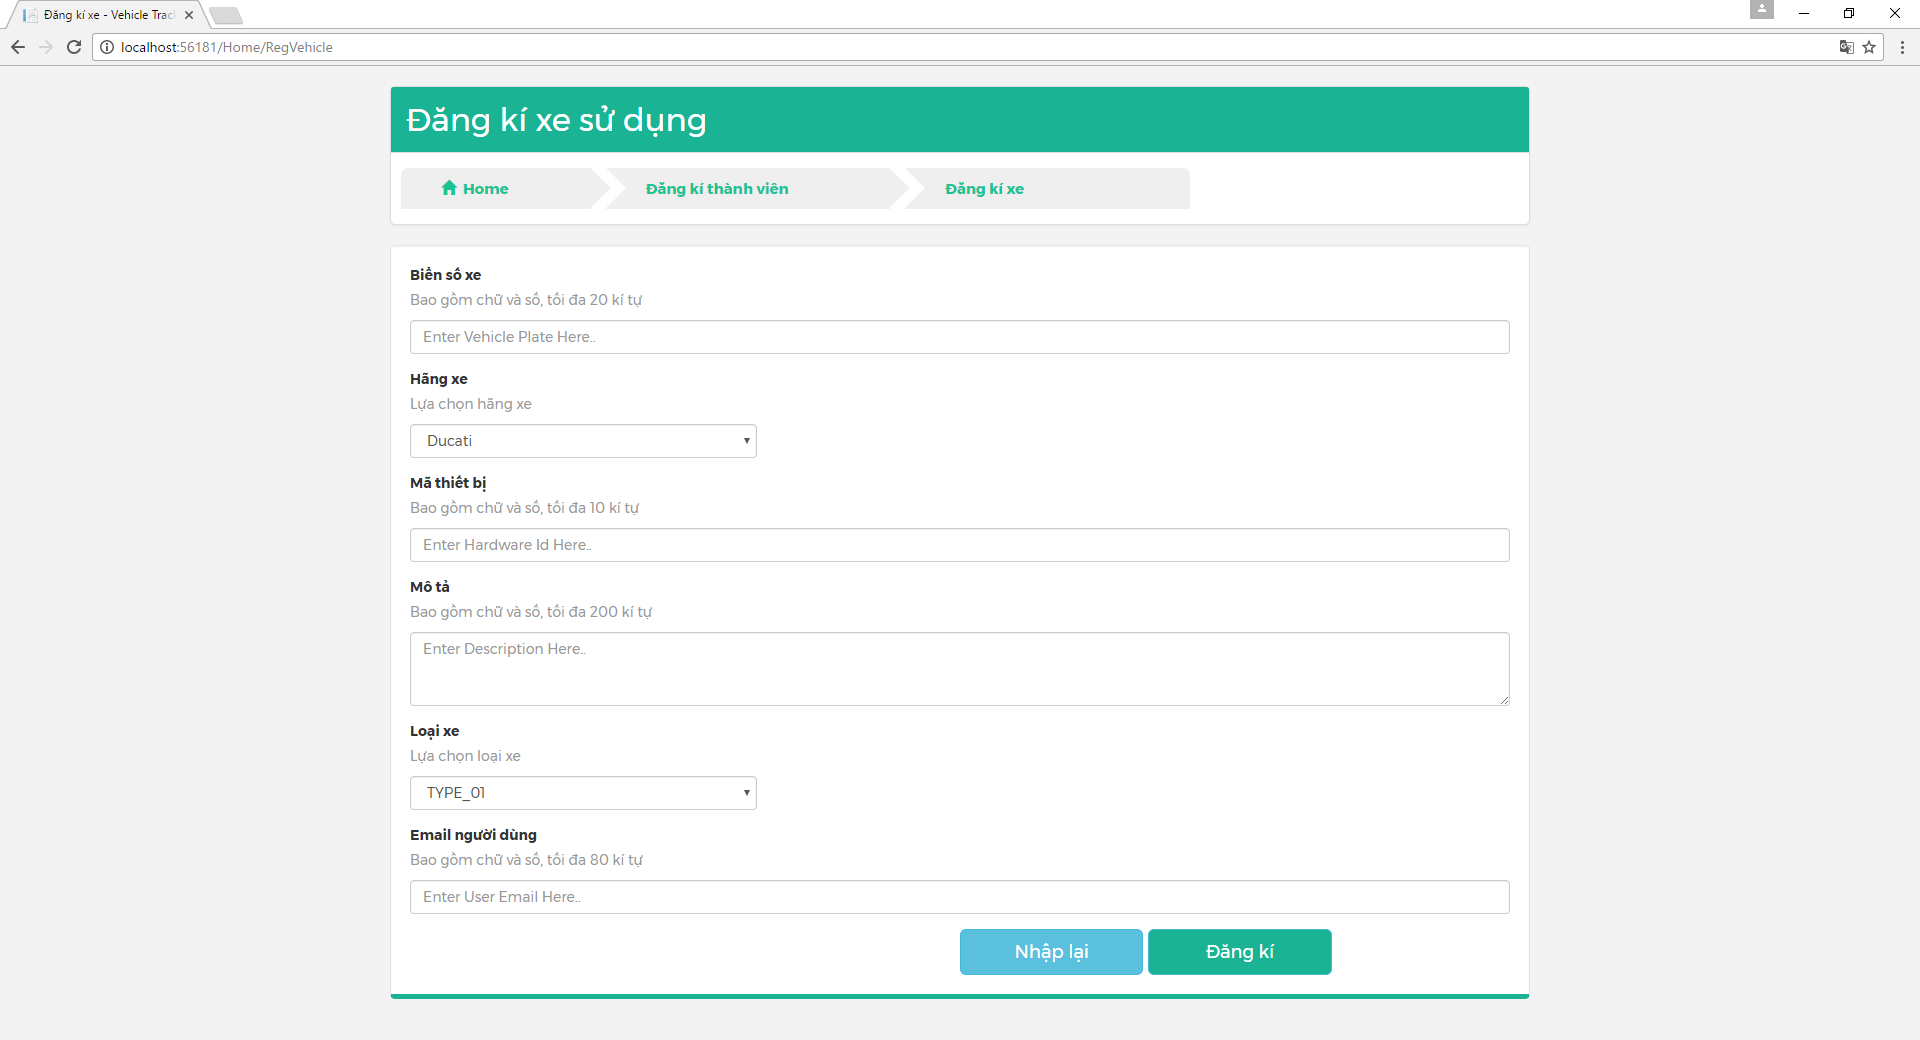 Đăng kí xe - Vehicle Trac
localhost:56181/Home/RegVehicle
Đăng kí xe sử dụng
Home
Đăng kí thành viên
Đăng kí xe
Biển số xe
Bao gồm chữ và số, tối đa 20 kí tự
Enter Vehicle Plate Here..
Hãng xe
Lựa chọn hãng xe
Ducati
Mã thiết bị
Bao gồm chữ và số, tối đa 10 kí tự
Enter Hardware Id Here..
Mô tả
Bao gồm chữ và số, tối đa 200 kí tự
Enter Description Here..
Loại xe
Lựa chọn loại xe
TYPE_01
Email người dùng
Bao gồm chữ và số, tối đa 80 kí tự
Enter User Email Here..
Nhập lại
Đăng kí